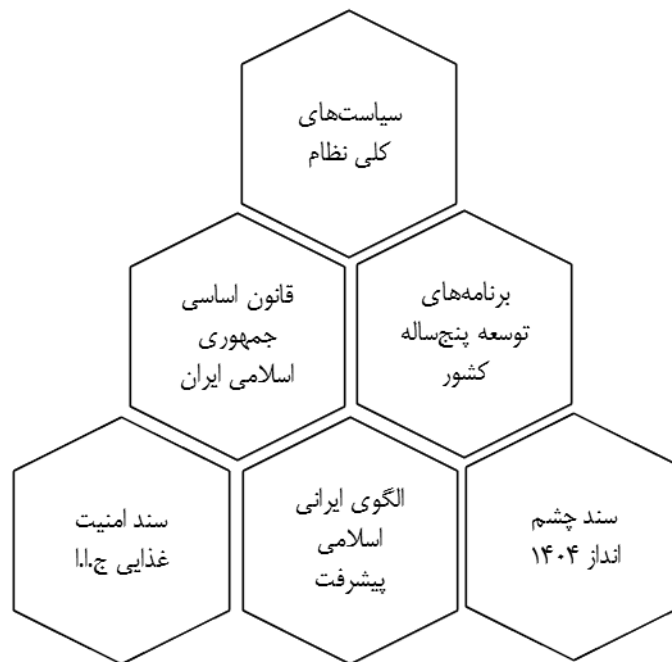 سیاست‌های
کلی نظام
برنامه‌های
توسعه پنج‌ساله
کشور
قانون اساسی
جمهوری
اسلامی ایران
سند چشم
انداز ۱۴۰۴
الگوی ایرانی
اسلامی
پیشرفت
سند امنیت
غذایی ج.ا.ا